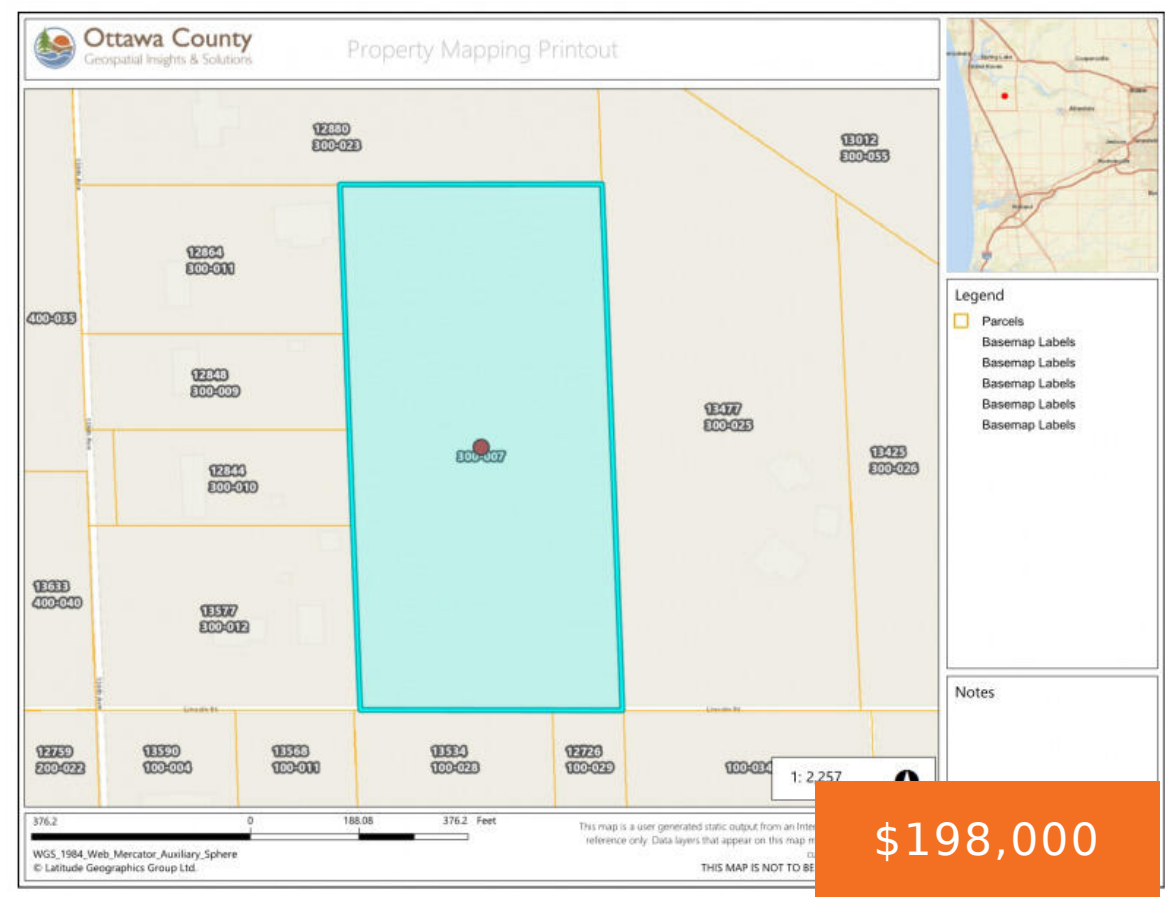 Ottawa County
Geospatial Insights & Solutions
Property Mapping Printout
12880
300-023
13012
300-055
12864
300-011
400-035
12848
300-009
12844
300-010
300-007
13477
300-025
13425
300-026
13633
400-040
13577
300-012
Lincoln St
Lincoln St
12759
200-022
13590
100-004
13568
100-011
13534
100-028
12726
100-029
100-034
1: 2,257
Legend
Parcels
Basemap Labels
Basemap Labels
Basemap Labels
Basemap Labels
Basemap Labels
Notes
376.2
0
188.08
376.2 Feet
WGS_1984_Web_Mercator_Auxiliary_Sphere
© Latitude Geographics Group Ltd.
This map is a user generated static output from an
reference only. Data layers that appear on this map
THIS MAP IS NOT TO BE
$198,000